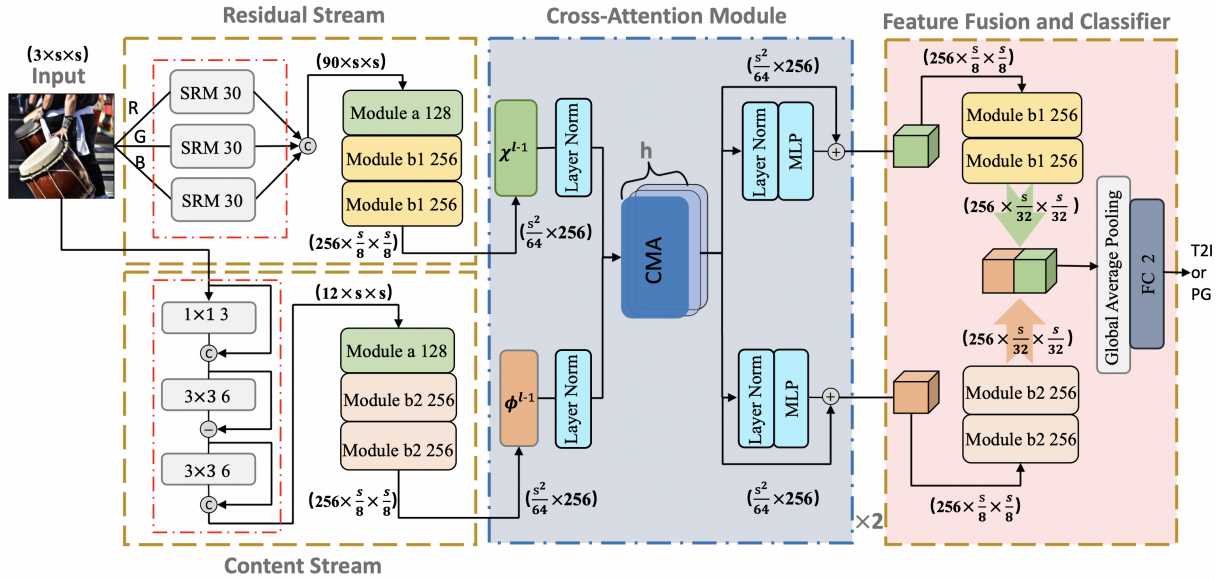 Residual Stream
Cross-Attention Module
Feature Fusion and Classifier
(3×s×s)
Input
R
G
B
SRM 30
SRM 30
SRM 30
C
(90×s×s)
Module a 128
Module b1 256
Module b1 256
(256×s/8×s/8)
1×1 3
C
3×3 6
−
3×3 6
C
(12×s×s)
Module a 128
Module b2 256
Module b2 256
(256×s/8×s/8)
Content Stream
χ^{l-1}
Layer Norm
(s²/64×256)
ϕ^{l-1}
Layer Norm
(s²/64×256)
h
CMA
(s²/64×256)
Layer Norm
MLP
+
Layer Norm
MLP
+
(s²/64×256)
×2
(256×s/8×s/8)
Module b1 256
Module b1 256
(256 × s/32 × s/32)
(256 × s/32 × s/32)
Module b2 256
Module b2 256
(256×s/8×s/8)
Global Average Pooling
FC 2
T2I
or
PG